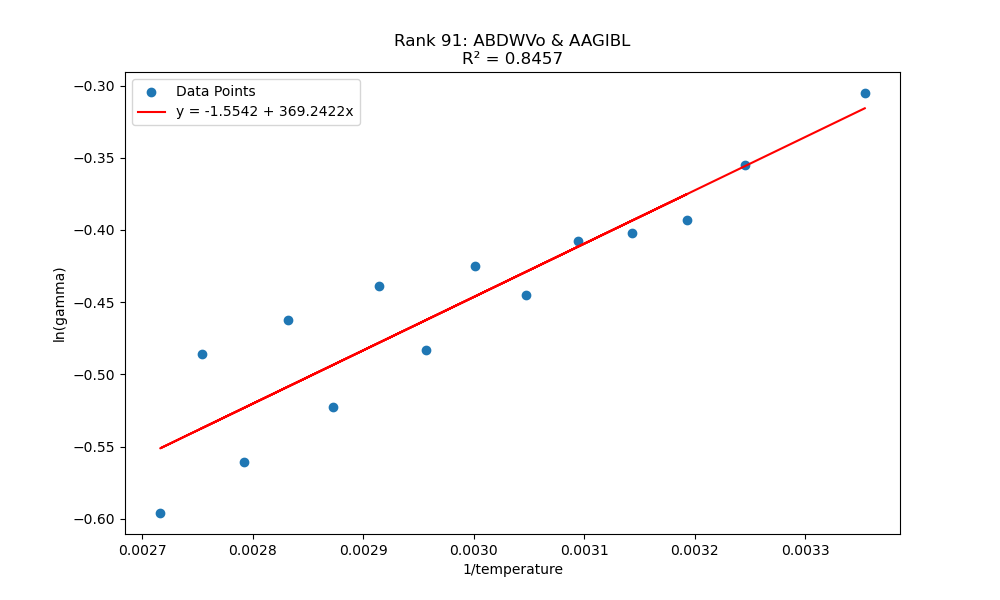 Rank 91: ABDWVo & AAGIBL
R² = 0.8457
Data Points
y = -1.5542 + 369.2422x
ln(gamma)
−0.30
−0.35
−0.40
−0.45
−0.50
−0.55
−0.60
0.0027 0.0028 0.0029 0.0030 0.0031 0.0032 0.0033
1/temperature